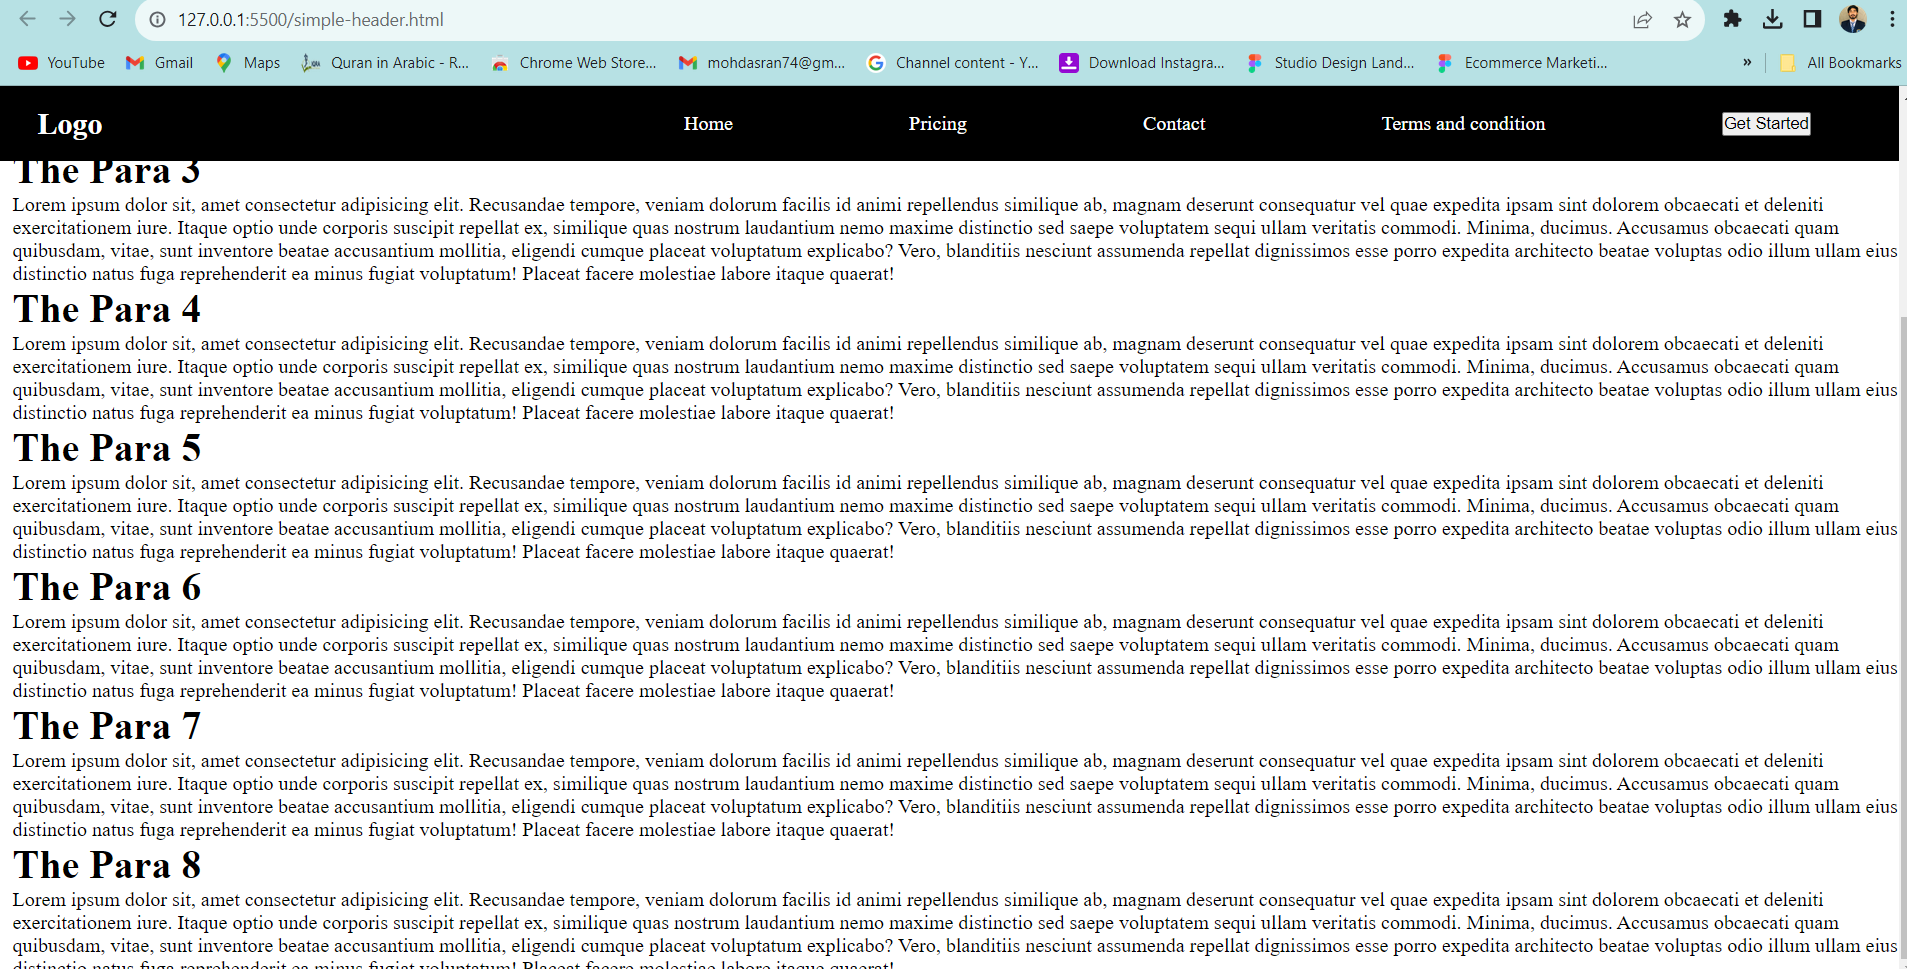 127.0.0.1:5500/simple-header.html
YouTube Gmail Maps Quran in Arabic - R... Chrome Web Store... mohdasran74@gm... Channel content - Y... Download Instagra... Studio Design Land... Ecommerce Marketi... » All Bookmarks
Logo Home Pricing Contact Terms and condition Get Started
The Para 3
Lorem ipsum dolor sit, amet consectetur adipisicing elit. Recusandae tempore, veniam dolorum facilis id animi repellendus similique ab, magnam deserunt consequatur vel quae expedita ipsam sint dolorem obcaecati et deleniti
exercitationem iure. Itaque optio unde corporis suscipit repellat ex, similique quas nostrum laudantium nemo maxime distinctio sed saepe voluptatem sequi ullam veritatis commodi. Minima, ducimus. Accusamus obcaecati quam
quibusdam, vitae, sunt inventore beatae accusantium mollitia, eligendi cumque placeat voluptatum explicabo? Vero, blanditiis nesciunt assumenda repellat dignissimos esse porro expedita architecto beatae voluptas odio illum ullam eius
distinctio natus fuga reprehenderit ea minus fugiat voluptatum! Placeat facere molestiae labore itaque quaerat!
The Para 4
Lorem ipsum dolor sit, amet consectetur adipisicing elit. Recusandae tempore, veniam dolorum facilis id animi repellendus similique ab, magnam deserunt consequatur vel quae expedita ipsam sint dolorem obcaecati et deleniti
exercitationem iure. Itaque optio unde corporis suscipit repellat ex, similique quas nostrum laudantium nemo maxime distinctio sed saepe voluptatem sequi ullam veritatis commodi. Minima, ducimus. Accusamus obcaecati quam
quibusdam, vitae, sunt inventore beatae accusantium mollitia, eligendi cumque placeat voluptatum explicabo? Vero, blanditiis nesciunt assumenda repellat dignissimos esse porro expedita architecto beatae voluptas odio illum ullam eius
distinctio natus fuga reprehenderit ea minus fugiat voluptatum! Placeat facere molestiae labore itaque quaerat!
The Para 5
Lorem ipsum dolor sit, amet consectetur adipisicing elit. Recusandae tempore, veniam dolorum facilis id animi repellendus similique ab, magnam deserunt consequatur vel quae expedita ipsam sint dolorem obcaecati et deleniti
exercitationem iure. Itaque optio unde corporis suscipit repellat ex, similique quas nostrum laudantium nemo maxime distinctio sed saepe voluptatem sequi ullam veritatis commodi. Minima, ducimus. Accusamus obcaecati quam
quibusdam, vitae, sunt inventore beatae accusantium mollitia, eligendi cumque placeat voluptatum explicabo? Vero, blanditiis nesciunt assumenda repellat dignissimos esse porro expedita architecto beatae voluptas odio illum ullam eius
distinctio natus fuga reprehenderit ea minus fugiat voluptatum! Placeat facere molestiae labore itaque quaerat!
The Para 6
Lorem ipsum dolor sit, amet consectetur adipisicing elit. Recusandae tempore, veniam dolorum facilis id animi repellendus similique ab, magnam deserunt consequatur vel quae expedita ipsam sint dolorem obcaecati et deleniti
exercitationem iure. Itaque optio unde corporis suscipit repellat ex, similique quas nostrum laudantium nemo maxime distinctio sed saepe voluptatem sequi ullam veritatis commodi. Minima, ducimus. Accusamus obcaecati quam
quibusdam, vitae, sunt inventore beatae accusantium mollitia, eligendi cumque placeat voluptatum explicabo? Vero, blanditiis nesciunt assumenda repellat dignissimos esse porro expedita architecto beatae voluptas odio illum ullam eius
distinctio natus fuga reprehenderit ea minus fugiat voluptatum! Placeat facere molestiae labore itaque quaerat!
The Para 7
Lorem ipsum dolor sit, amet consectetur adipisicing elit. Recusandae tempore, veniam dolorum facilis id animi repellendus similique ab, magnam deserunt consequatur vel quae expedita ipsam sint dolorem obcaecati et deleniti
exercitationem iure. Itaque optio unde corporis suscipit repellat ex, similique quas nostrum laudantium nemo maxime distinctio sed saepe voluptatem sequi ullam veritatis commodi. Minima, ducimus. Accusamus obcaecati quam
quibusdam, vitae, sunt inventore beatae accusantium mollitia, eligendi cumque placeat voluptatum explicabo? Vero, blanditiis nesciunt assumenda repellat dignissimos esse porro expedita architecto beatae voluptas odio illum ullam eius
distinctio natus fuga reprehenderit ea minus fugiat voluptatum! Placeat facere molestiae labore itaque quaerat!
The Para 8
Lorem ipsum dolor sit, amet consectetur adipisicing elit. Recusandae tempore, veniam dolorum facilis id animi repellendus similique ab, magnam deserunt consequatur vel quae expedita ipsam sint dolorem obcaecati et deleniti
exercitationem iure. Itaque optio unde corporis suscipit repellat ex, similique quas nostrum laudantium nemo maxime distinctio sed saepe voluptatem sequi ullam veritatis commodi. Minima, ducimus. Accusamus obcaecati quam
quibusdam, vitae, sunt inventore beatae accusantium mollitia, eligendi cumque placeat voluptatum explicabo? Vero, blanditiis nesciunt assumenda repellat dignissimos esse porro expedita architecto beatae voluptas odio illum ullam eius
distinctio natus fuga reprehenderit ea minus fugiat voluptatum! Placeat facere molestiae labore itaque quaerat!